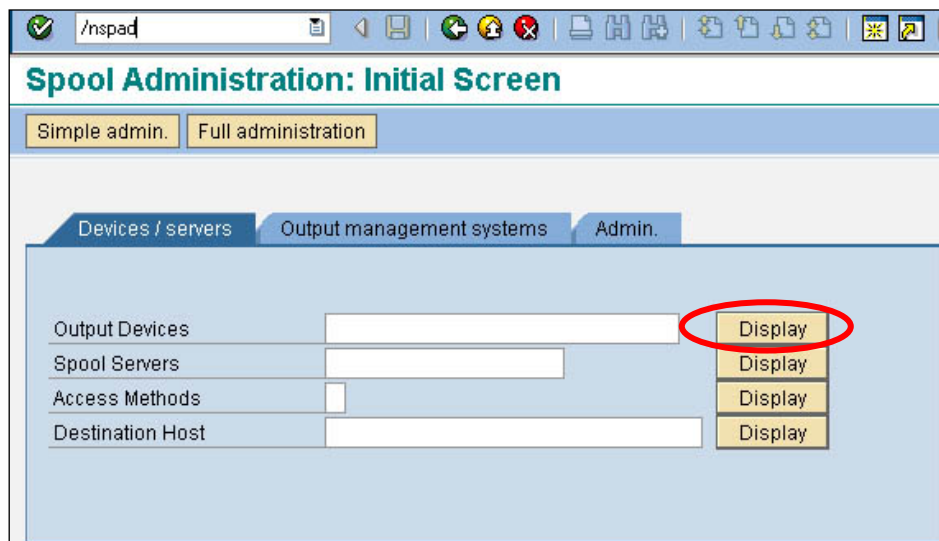 /nspad
Spool Administration: Initial Screen
Simple admin. Full administration
Devices / servers Output management systems Admin.
Output Devices Display
Spool Servers Display
Access Methods Display
Destination Host Display